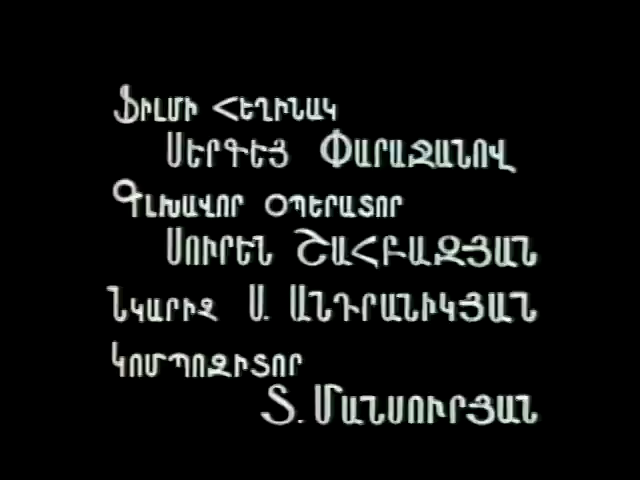 Ֆիլմի Հեղինակ
Սերգեյ Փարաջանով
Գլխավոր Օպերատոր
Սուրեն Շահբազյան
Նկարիչ Ս. Անդրանիկյան
Կոմպոզիտոր
Տ. Մանսուրյան